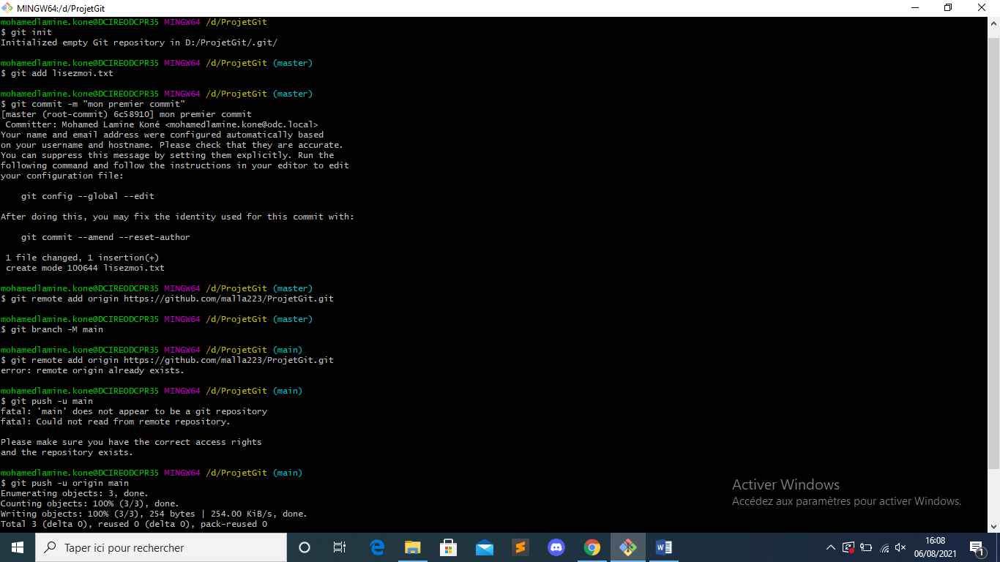 MINGW64:/d/ProjetGit
mohamedlamine.kone@DCIREODCPR35 MINGW64 /d/ProjetGit
$ git init
Initialized empty Git repository in D:/ProjetGit/.git/
mohamedlamine.kone@DCIREODCPR35 MINGW64 /d/ProjetGit (master)
$ git add lisezmoi.txt
mohamedlamine.kone@DCIREODCPR35 MINGW64 /d/ProjetGit (master)
$ git commit -m "mon premier commit"
[master (root-commit) 6c58910] mon premier commit
Committer: Mohamed Lamine Koné <mohamedlamine.kone@odc.local>
Your name and email address were configured automatically based
on your username and hostname. Please check that they are accurate.
You can suppress this message by setting them explicitly. Run the
following command and follow the instructions in your editor to edit
your configuration file:
git config --global --edit
After doing this, you may fix the identity used for this commit with:
git commit --amend --reset-author
1 file changed, 1 insertion(+)
create mode 100644 lisezmoi.txt
mohamedlamine.kone@DCIREODCPR35 MINGW64 /d/ProjetGit (master)
$ git remote add origin https://github.com/malla223/ProjetGit.git
mohamedlamine.kone@DCIREODCPR35 MINGW64 /d/ProjetGit (master)
$ git branch -M main
mohamedlamine.kone@DCIREODCPR35 MINGW64 /d/ProjetGit (main)
$ git remote add origin https://github.com/malla223/ProjetGit.git
error: remote origin already exists.
mohamedlamine.kone@DCIREODCPR35 MINGW64 /d/ProjetGit (main)
$ git push -u main
fatal: 'main' does not appear to be a git repository
fatal: Could not read from remote repository.
Please make sure you have the correct access rights
and the repository exists.
mohamedlamine.kone@DCIREODCPR35 MINGW64 /d/ProjetGit (main)
$ git push -u origin main
Enumerating objects: 3, done.
Counting objects: 100% (3/3), done.
Writing objects: 100% (3/3), 254 bytes | 254.00 KiB/s, done.
Total 3 (delta 0), reused 0 (delta 0), pack-reused 0
Activer Windows
Accédez aux paramètres pour activer Windows.
Taper ici pour rechercher
16:08
06/08/2021
1